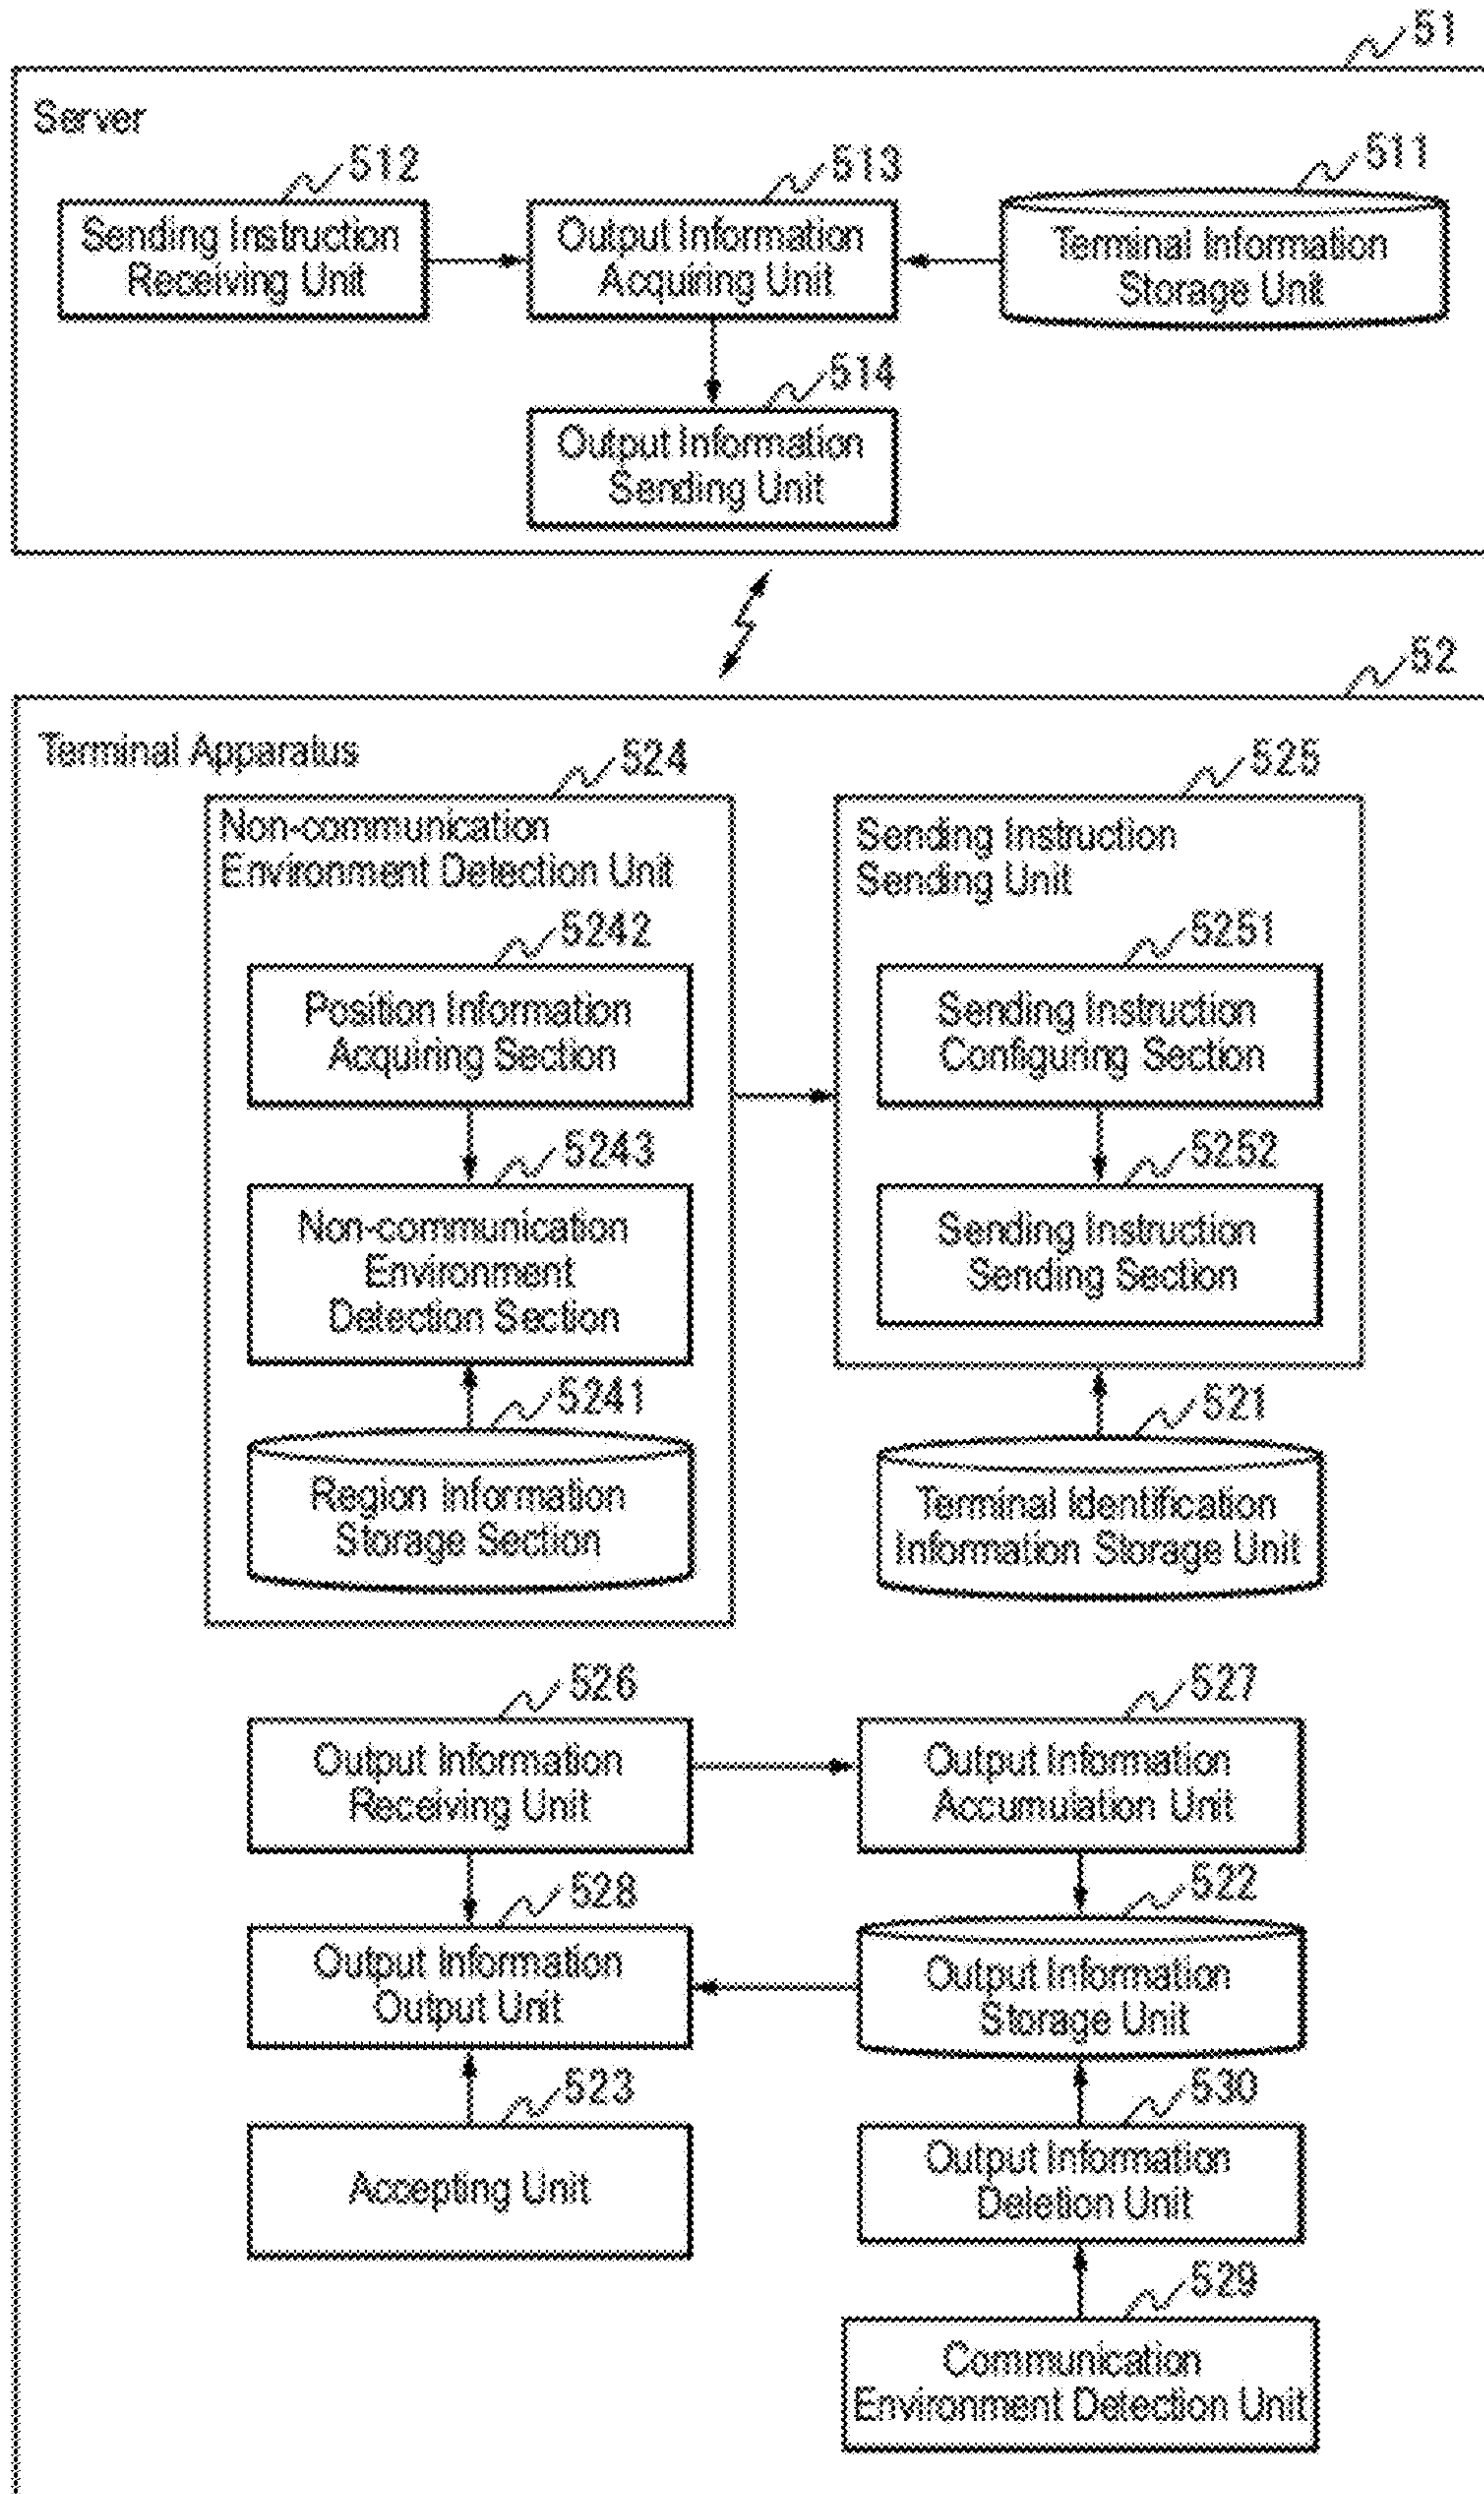 51
Server
512
513
511
Sending Instruction
Receiving Unit
Output Information
Acquiring Unit
Terminal Information
Storage Unit
514
Output Information
Sending Unit
52
Terminal Apparatus
524
525
Non-communication
Environment Detection Unit
Sending Instruction
Sending Unit
5242
5251
Position Information
Acquiring Section
Sending Instruction
Configuring Section
5243
5252
Non-communication
Environment
Detection Section
Sending Instruction
Sending Section
5241
521
Region Information
Storage Section
Terminal Identification
Information Storage Unit
526
527
Output Information
Receiving Unit
Output Information
Accumulation Unit
528
522
Output Information
Output Unit
Output Information
Storage Unit
523
530
Accepting Unit
Output Information
Deletion Unit
529
Communication
Environment Detection Unit